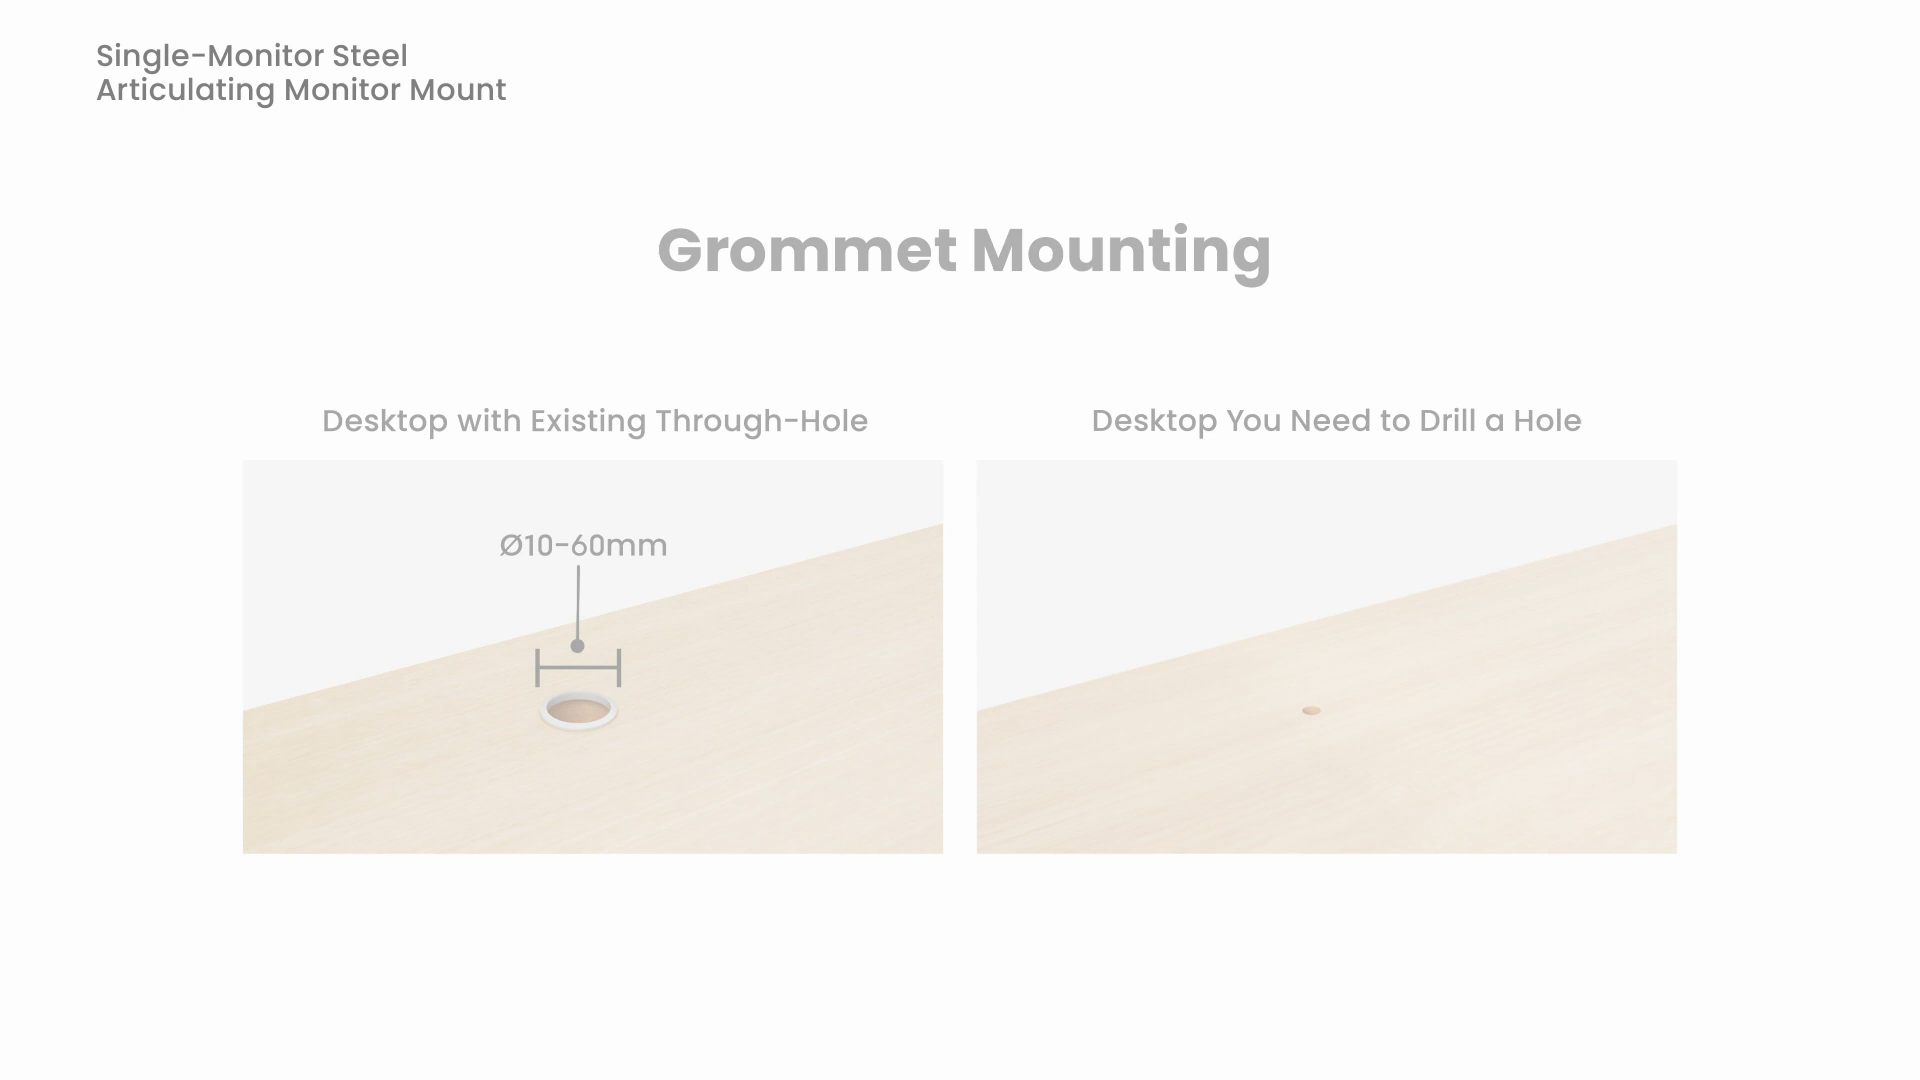 Single-Monitor Steel
Articulating Monitor Mount
Grommet Mounting
Desktop with Existing Through-Hole
Desktop You Need to Drill a Hole
Ø10-60mm